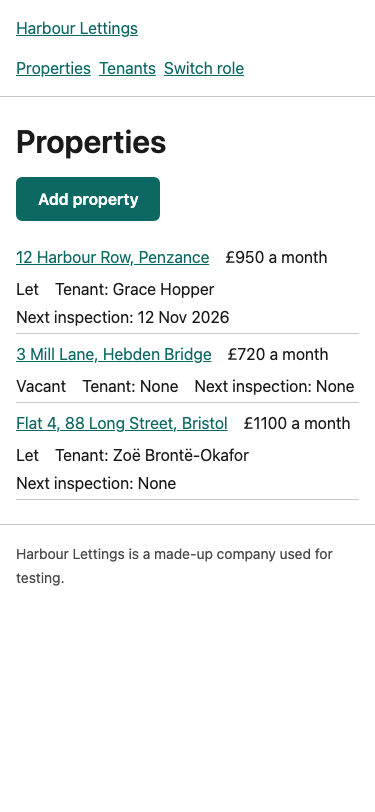 Harbour Lettings
Properties Tenants Switch role
Properties
Add property
12 Harbour Row, Penzance £950 a month
Let Tenant: Grace Hopper
Next inspection: 12 Nov 2026
3 Mill Lane, Hebden Bridge £720 a month
Vacant Tenant: None Next inspection: None
Flat 4, 88 Long Street, Bristol £1100 a month
Let Tenant: Zoë Brontë-Okafor
Next inspection: None
Harbour Lettings is a made-up company used for
testing.